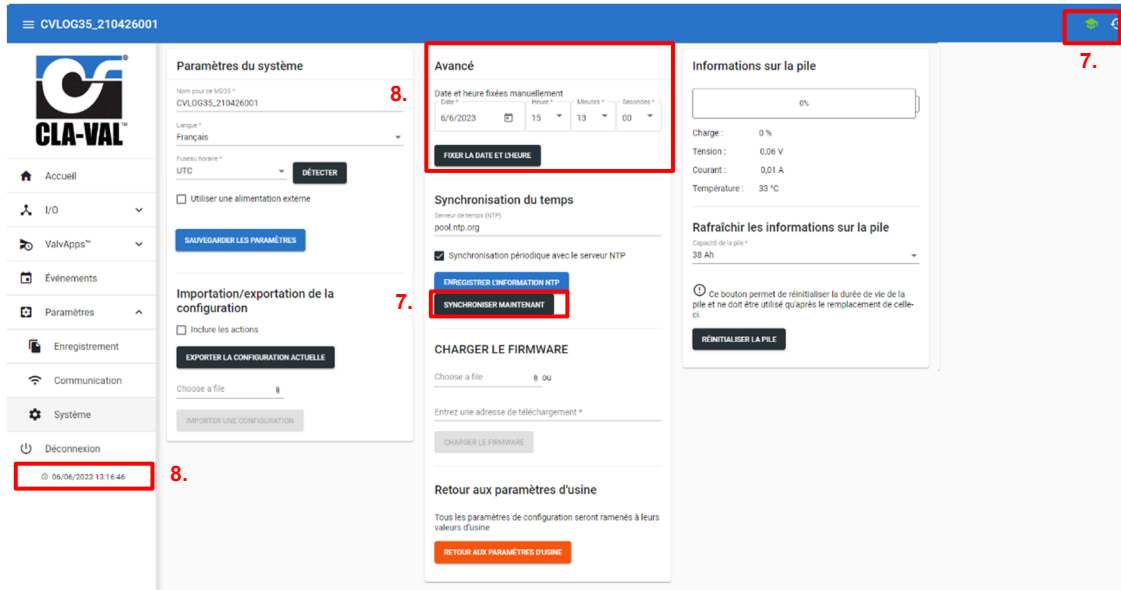 CVLOG35_210426001
7.
CLA-VAL
Accueil
I/O
ValvApps™
Événements
Paramètres
Enregistrement
Communication
Système
Déconnexion
06/06/2023 13:16:46
8.
Paramètres du système
Nom pour ce MD35 *
CVLOG35_210426001
Langue *
Français
Fuseau horaire *
UTC
DÉTECTER
Utiliser une alimentation externe
SAUVEGARDER LES PARAMÈTRES
Importation/exportation de la
configuration
Inclure les actions
EXPORTER LA CONFIGURATION ACTUELLE
Choose a file
IMPORTER UNE CONFIGURATION
8.
Avancé
Date et heure fixées manuellement
Date * Heure * Minutes * Secondes *
6/6/2023 15 13 00
FIXER LA DATE ET L'HEURE
Synchronisation du temps
Serveur de temps (NTP)
pool.ntp.org
Synchronisation périodique avec le serveur NTP
ENREGISTRER L'INFORMATION NTP
7.
SYNCHRONISER MAINTENANT
CHARGER LE FIRMWARE
Choose a file ou
Entrez une adresse de téléchargement *
CHARGER LE FIRMWARE
Retour aux paramètres d'usine
Tous les paramètres de configuration seront ramenés à leurs
valeurs d'usine
RETOUR AUX PARAMÈTRES D'USINE
Informations sur la pile
0%
Charge : 0 %
Tension : 0,06 V
Courant : 0,01 A
Température : 33 °C
Rafraîchir les informations sur la pile
Capacité de la pile *
38 Ah
Ce bouton permet de réinitialiser la durée de vie de la
pile et ne doit être utilisé qu'après le remplacement de celle-
ci.
RÉINITIALISER LA PILE